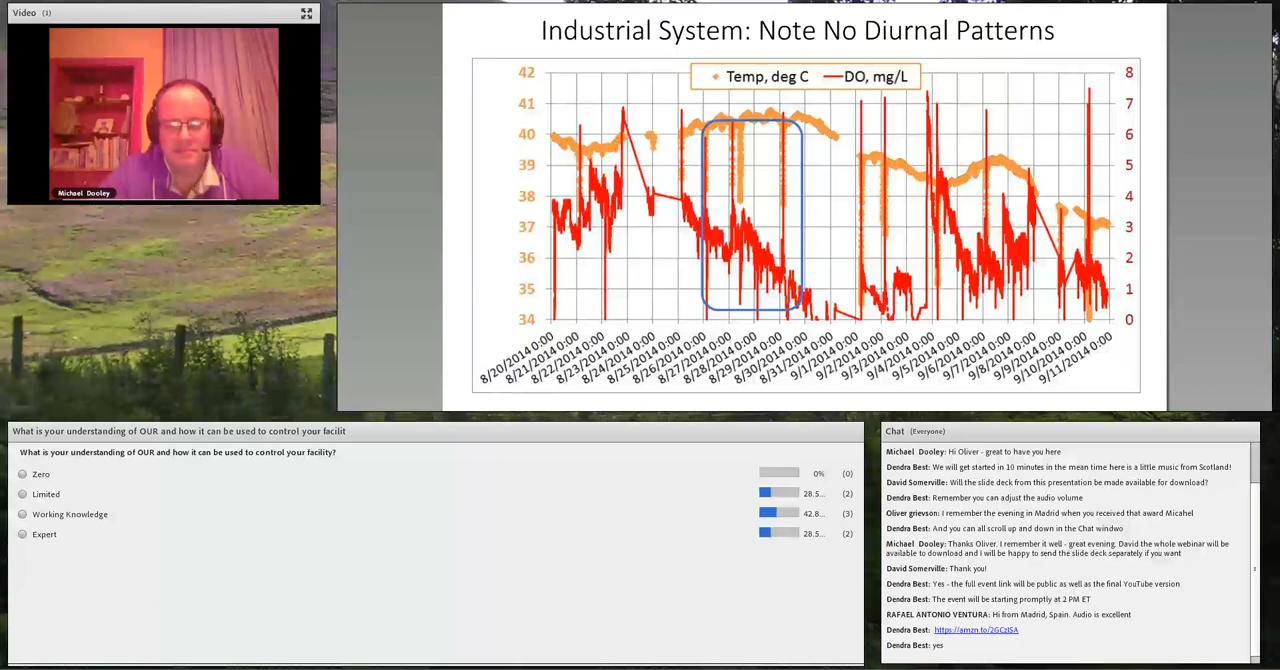 Video (1)
Michael Dooley
Industrial System: Note No Diurnal Patterns
Temp, deg C DO, mg/L
42
41
40
39
38
37
36
35
34
8
7
6
5
4
3
2
1
0
8/20/2014 0:00
8/21/2014 0:00
8/22/2014 0:00
8/23/2014 0:00
8/24/2014 0:00
8/25/2014 0:00
8/26/2014 0:00
8/27/2014 0:00
8/28/2014 0:00
8/29/2014 0:00
8/30/2014 0:00
8/31/2014 0:00
9/1/2014 0:00
9/2/2014 0:00
9/3/2014 0:00
9/4/2014 0:00
9/5/2014 0:00
9/6/2014 0:00
9/7/2014 0:00
9/8/2014 0:00
9/9/2014 0:00
9/10/2014 0:00
9/11/2014 0:00
What is your understanding of OUR and how it can be used to control your facilit
What is your understanding of OUR and how it can be used to control your facility?
Zero 0% (0)
Limited 28.5... (2)
Working Knowledge 42.8... (3)
Expert 28.5... (2)
Chat (Everyone)
Michael Dooley: Hi Oliver - great to have you here
Dendra Best: We will get started in 10 minutes in the mean time here is a little music from Scotland!
David Somerville: Will the slide deck from this presentation be made available for download?
Dendra Best: Remember you can adjust the audio volume
Oliver grievson: I remember the evening in Madrid when you received that award Micahel
Dendra Best: And you can all scroll up and down in the Chat windwo
Michael Dooley: Thanks Oliver. I remember it well - great evening. David the whole webinar will be
available to download and I will be happy to send the slide deck separately if you want
David Somerville: Thank you!
Dendra Best: Yes - the full event link will be public as well as the final YouTube version
Dendra Best: The event will be starting promptly at 2 PM ET
RAFAEL ANTONIO VENTURA: Hi from Madrid, Spain. Audio is excellent
Dendra Best: https://amzn.to/2GCzISA
Dendra Best: yes